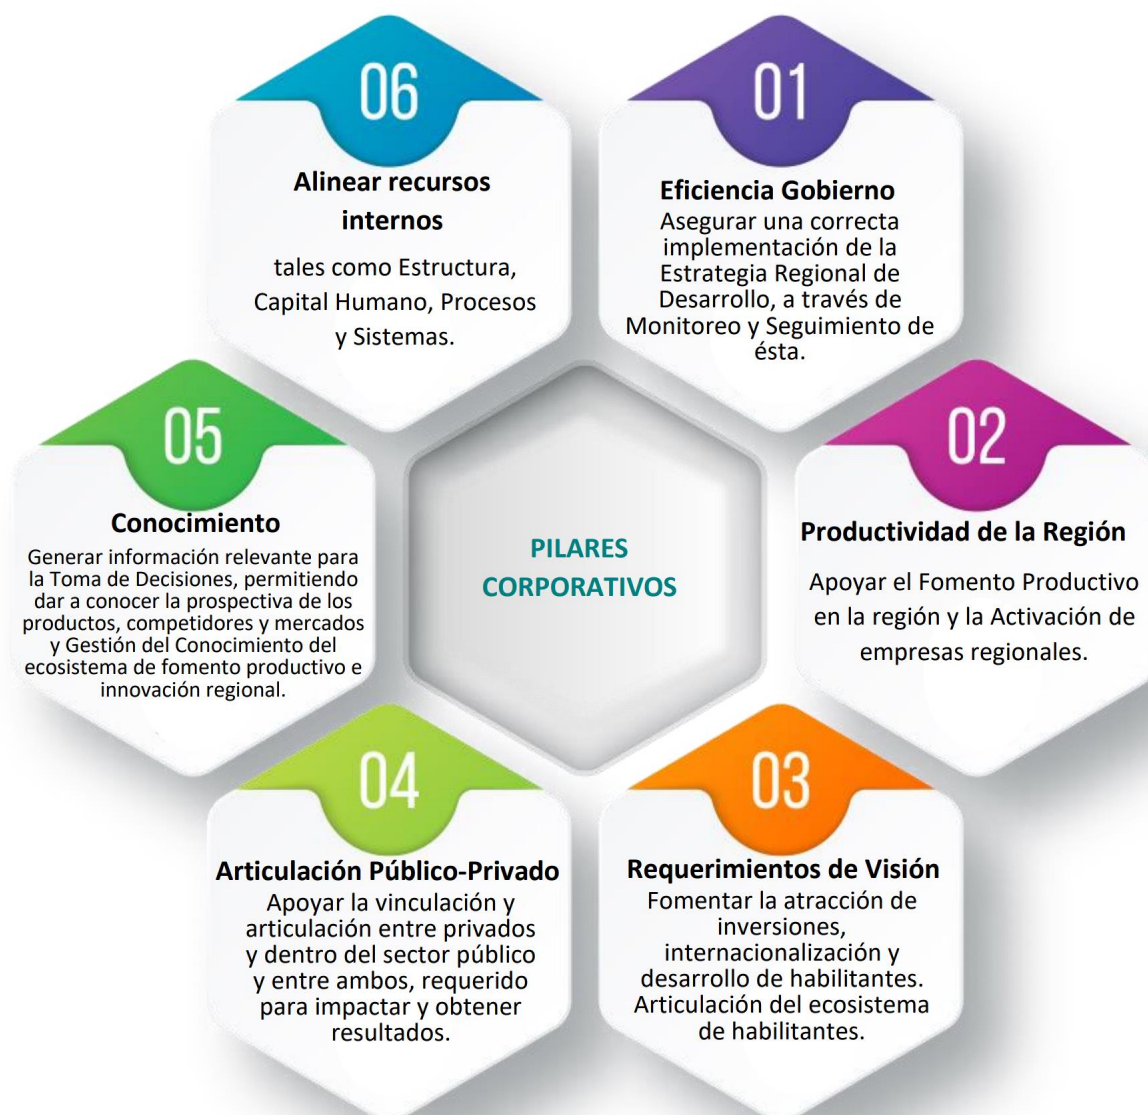 01
Eficiencia Gobierno
Asegurar una correcta
implementación de la
Estrategia Regional de
Desarrollo, a través de
Monitoreo y Seguimiento de
ésta.
02
Productividad de la Región
Apoyar el Fomento Productivo
en la región y la Activación de
empresas regionales.
03
Requerimientos de Visión
Fomentar la atracción de
inversiones,
internacionalización y
desarrollo de habilitantes.
Articulación del ecosistema
de habilitantes.
04
Articulación Público-Privado
Apoyar la vinculación y
articulación entre privados
y dentro del sector público
y entre ambos, requerido
para impactar y obtener
resultados.
05
Conocimiento
Generar información relevante para
la Toma de Decisiones, permitiendo
dar a conocer la prospectiva de los
productos, competidores y mercados
y Gestión del Conocimiento del
ecosistema de fomento productivo e
innovación regional.
06
Alinear recursos
internos
tales como Estructura,
Capital Humano, Procesos
y Sistemas.
PILARES
CORPORATIVOS